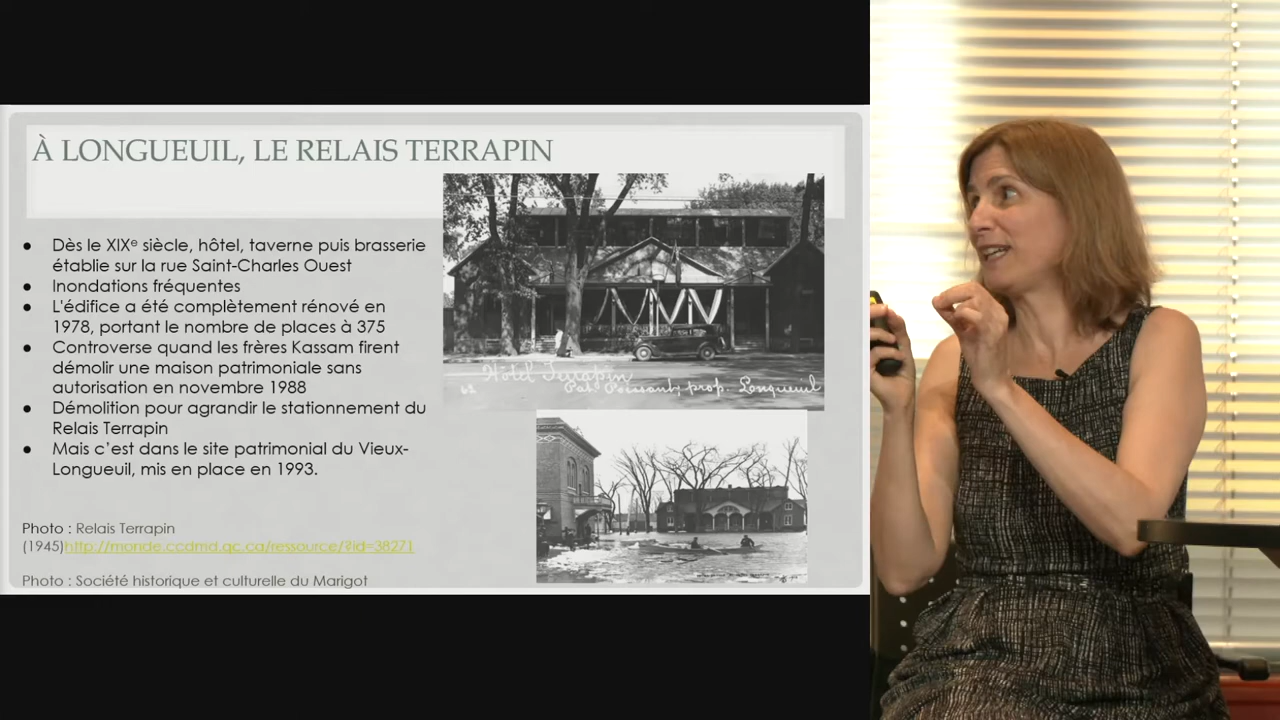 À LONGUEUIL, LE RELAIS TERRAPIN
● Dès le XIXᵉ siècle, hôtel, taverne puis brasserie
établie sur la rue Saint-Charles Ouest
● Inondations fréquentes
● L'édifice a été complètement rénové en
1978, portant le nombre de places à 375
● Controverse quand les frères Kassam firent
démolir une maison patrimoniale sans
autorisation en novembre 1988
● Démolition pour agrandir le stationnement du
Relais Terrapin
● Mais c’est dans le site patrimonial du Vieux-
Longueuil, mis en place en 1993.
Hôtel Terrapin
Pat. Poissant, prop. Longueuil
Photo : Relais Terrapin
(1945)http://monde.ccdmd.qc.ca/ressource/?id=38271
Photo : Société historique et culturelle du Marigot